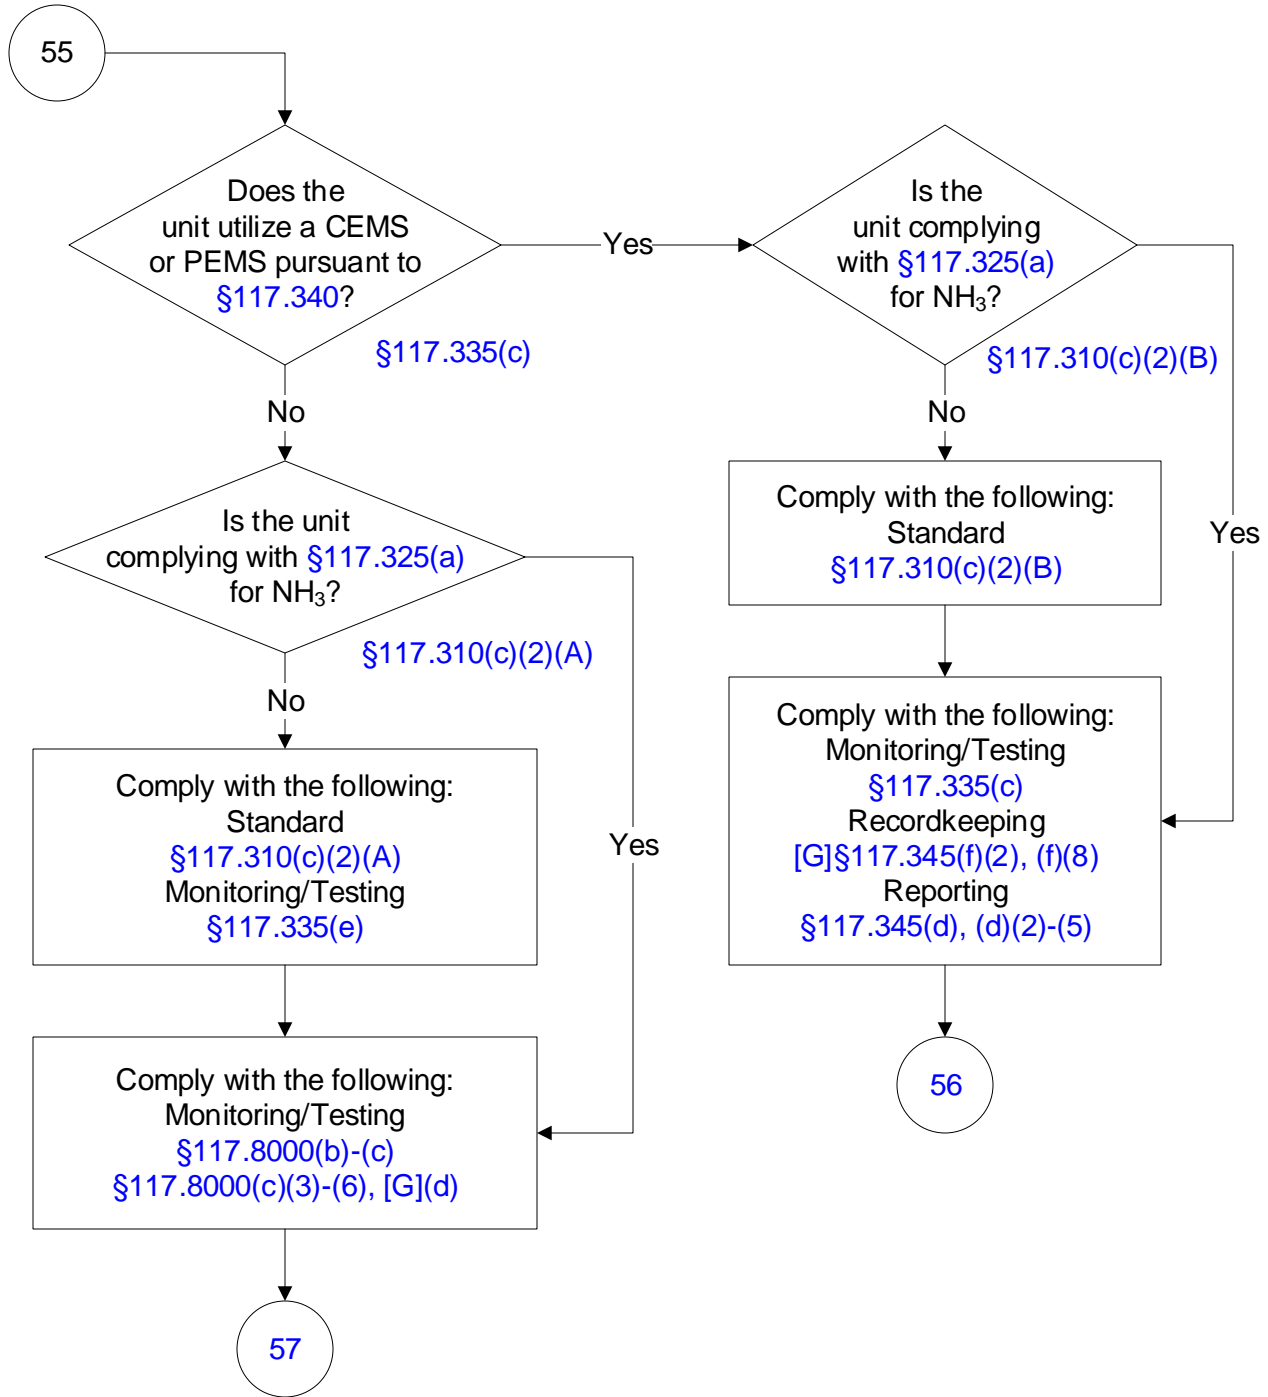 55
Does the
unit utilize a CEMS
or PEMS pursuant to
§117.340?
§117.335(c)
Yes
No
Is the
unit complying
with §117.325(a)
for NH₃?
§117.310(c)(2)(B)
No
Yes
Comply with the following:
Standard
§117.310(c)(2)(B)
Comply with the following:
Monitoring/Testing
§117.335(c)
Recordkeeping
[G]§117.345(f)(2), (f)(8)
Reporting
§117.345(d), (d)(2)-(5)
56
Is the unit
complying with §117.325(a)
for NH₃?
§117.310(c)(2)(A)
No
Yes
Comply with the following:
Standard
§117.310(c)(2)(A)
Monitoring/Testing
§117.335(e)
Comply with the following:
Monitoring/Testing
§117.8000(b)-(c)
§117.8000(c)(3)-(6), [G](d)
57